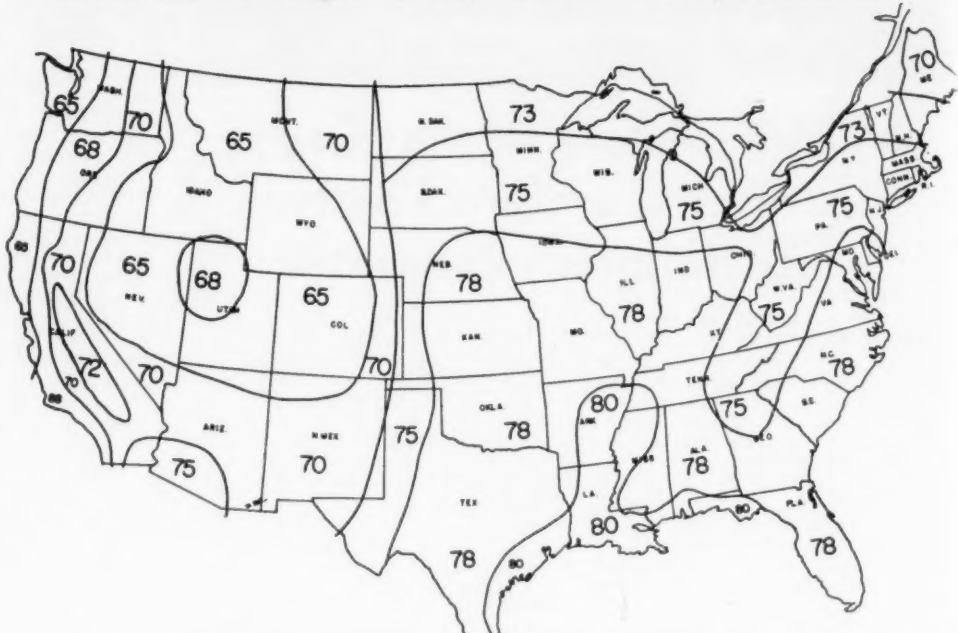 70
ME.
65
WASH.
70
65
MONT.
70
N. DAK.
73
MINN.
73
VT.
N.H.
68
ORE.
IDAHO
WYO.
S.DAK.
75
WIS.
MICH
75
N.Y.
MASS.
CONN.
R.I.
65
70
65
NEV.
68
UTAH
65
COL.
NEB.
78
IOWA
ILL.
78
IND
OHIO
PA.
75
N.J.
MD.
DEL.
CALIF
72
70
68
70
70
KAN.
MO.
KY.
W.VA.
75
VA
ARIZ.
75
N.MEX.
70
75
OKLA.
78
80
ARK.
TENN.
75
N.C.
78
S.C.
TEX
78
80
LA.
80
MISS
ALA.
78
GEO.
80
FLA.
78